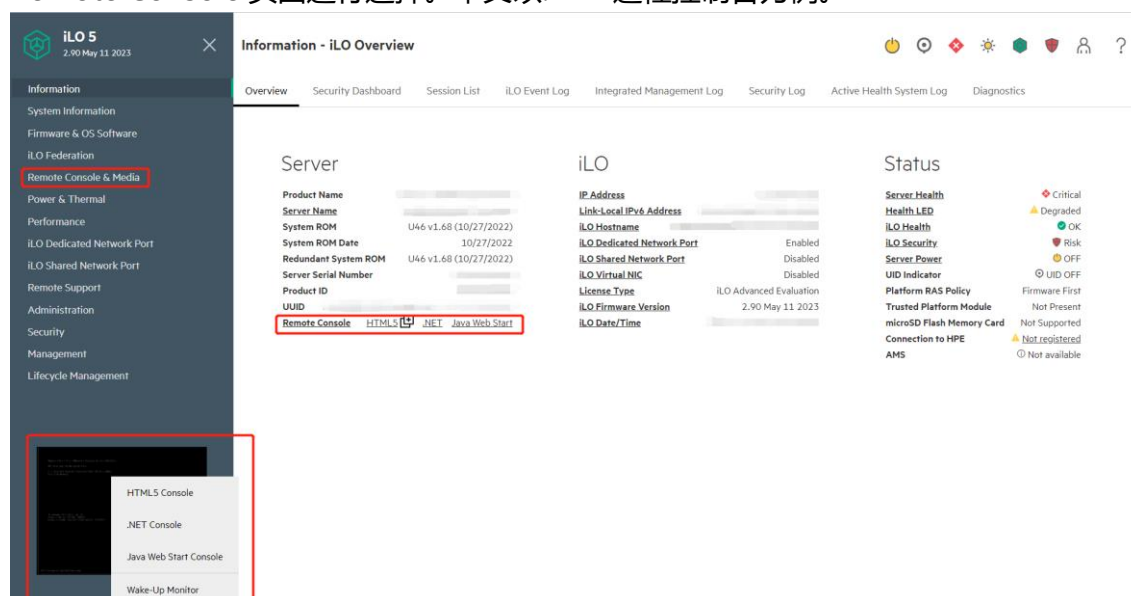 iLO 5
2.90 May 11 2023
Information - iLO Overview
?
Information
System Information
Firmware & OS Software
iLO Federation
Remote Console & Media
Power & Thermal
Performance
iLO Dedicated Network Port
iLO Shared Network Port
Remote Support
Administration
Security
Management
Lifecycle Management
Overview Security Dashboard Session List iLO Event Log Integrated Management Log Security Log Active Health System Log Diagnostics
Server
Product Name
Server Name
System ROM U46 v1.68 (10/27/2022)
System ROM Date 10/27/2022
Redundant System ROM U46 v1.68 (10/27/2022)
Server Serial Number
Product ID
UUID
Remote Console HTML5 .NET Java Web Start
iLO
IP Address
Link-Local IPv6 Address
iLO Hostname
iLO Dedicated Network Port Enabled
iLO Shared Network Port Disabled
iLO Virtual NIC Disabled
License Type iLO Advanced Evaluation
iLO Firmware Version 2.90 May 11 2023
iLO Date/Time
Status
Server Health Critical
Health LED Degraded
iLO Health OK
iLO Security Risk
Server Power OFF
UID Indicator UID OFF
Platform RAS Policy Firmware First
Trusted Platform Module Not Present
microSD Flash Memory Card Not Supported
Connection to HPE Not registered
AMS Not available
HTML5 Console
.NET Console
Java Web Start Console
Wake-Up Monitor